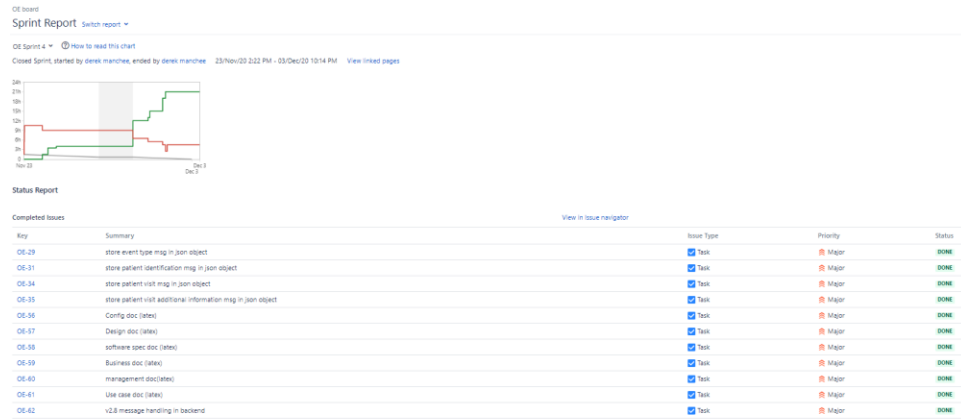 OE board
Sprint Report Switch report
OE Sprint 4 How to read this chart
Closed Sprint, started by derek manchee, ended by derek manchee 23/Nov/20 2:22 PM - 03/Dec/20 10:14 PM View linked pages
24h
21h
18h
15h
12h
9h
6h
3h
0
Nov 23 Dec 3
Dec 3
Status Report
Completed Issues View in Issue navigator
Key Summary Issue Type Priority Status
OE-29 store event type msg in json object Task Major DONE
OE-31 store patient identification msg in json object Task Major DONE
OE-34 store patient visit msg in json object Task Major DONE
OE-35 store patient visit additional information msg in json object Task Major DONE
OE-56 Config doc (latex) Task Major DONE
OE-57 Design doc (latex) Task Major DONE
OE-58 software spec doc (latex) Task Major DONE
OE-59 Business doc (latex) Task Major DONE
OE-60 management doc(latex) Task Major DONE
OE-61 Use case doc (latex) Task Major DONE
OE-62 v2.8 message handling in backend Task Major DONE